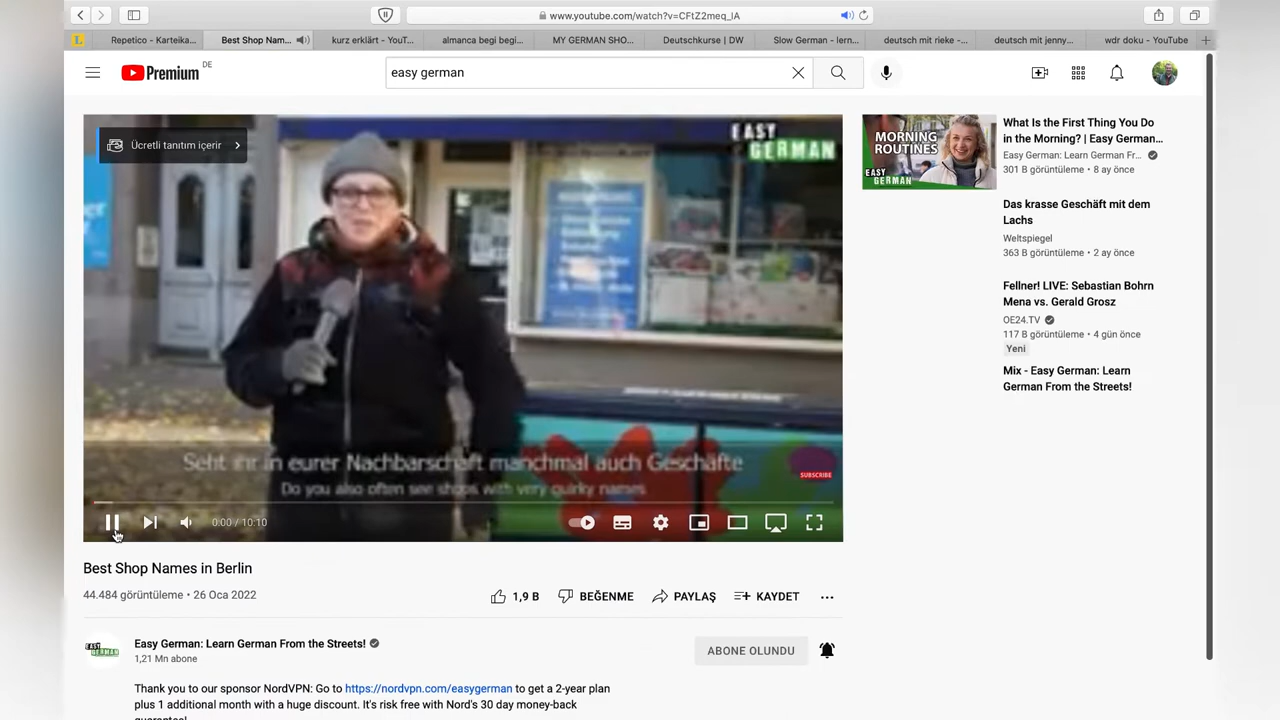 www.youtube.com/watch?v=CFtZ2meq_IA
L
Repetico - Karteika...
Best Shop Nam...
kurz erklärt - YouT...
almanca begi begi...
MY GERMAN SHO...
Deutschkurse | DW
Slow German - lern...
deutsch mit rieke -...
deutsch mit jenny...
wdr doku - YouTube
Premium DE
easy german
Ücretli tanıtım içerir
EASY
GERMAN
Seht ihr in eurer Nachbarschaft manchmal auch Geschäfte
Do you also often see shops with very quirky names
SUBSCRIBE
0:00 / 10:10
Best Shop Names in Berlin
44.484 görüntüleme • 26 Oca 2022
1,9 B
BEĞENME
PAYLAŞ
KAYDET
EASY
GERMAN
Easy German: Learn German From the Streets!
1,21 Mn abone
ABONE OLUNDU
Thank you to our sponsor NordVPN: Go to https://nordvpn.com/easygerman to get a 2-year plan
plus 1 additional month with a huge discount. It's risk free with Nord's 30 day money-back
MORNING
ROUTINES
EASY
GERMAN
What Is the First Thing You Do
in the Morning? | Easy German...
Easy German: Learn German Fr...
301 B görüntüleme • 8 ay önce
Das krasse Geschäft mit dem
Lachs
Weltspiegel
363 B görüntüleme • 2 ay önce
Fellner! LIVE: Sebastian Bohrn
Mena vs. Gerald Grosz
OE24.TV
117 B görüntüleme • 4 gün önce
Yeni
Mix - Easy German: Learn
German From the Streets!